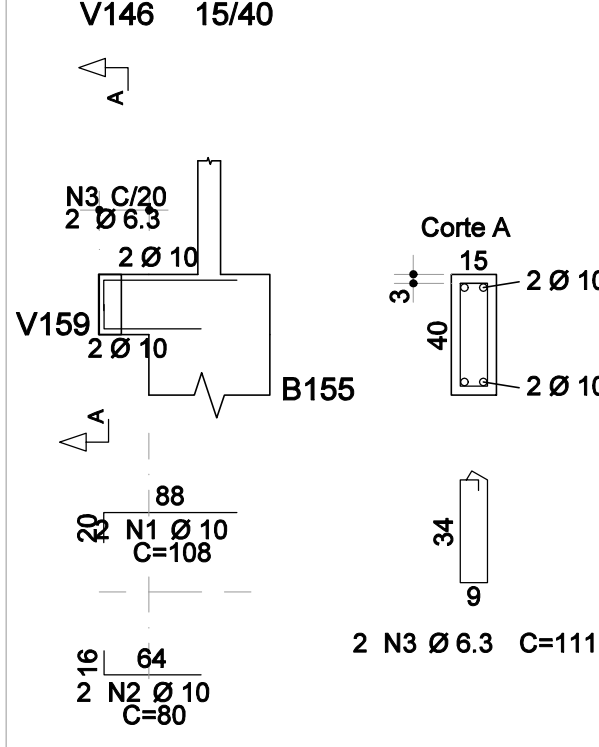 V146 15/40
A
N3 C/20
2 Ø 6.3
2 Ø 10
V159
2 Ø 10
B155
A
88
20
2 N1 Ø 10
C=108
16
64
2 N2 Ø 10
C=80
Corte A
15
3
40
2 Ø 10
2 Ø 10
34
9
2 N3 Ø 6.3 C=111